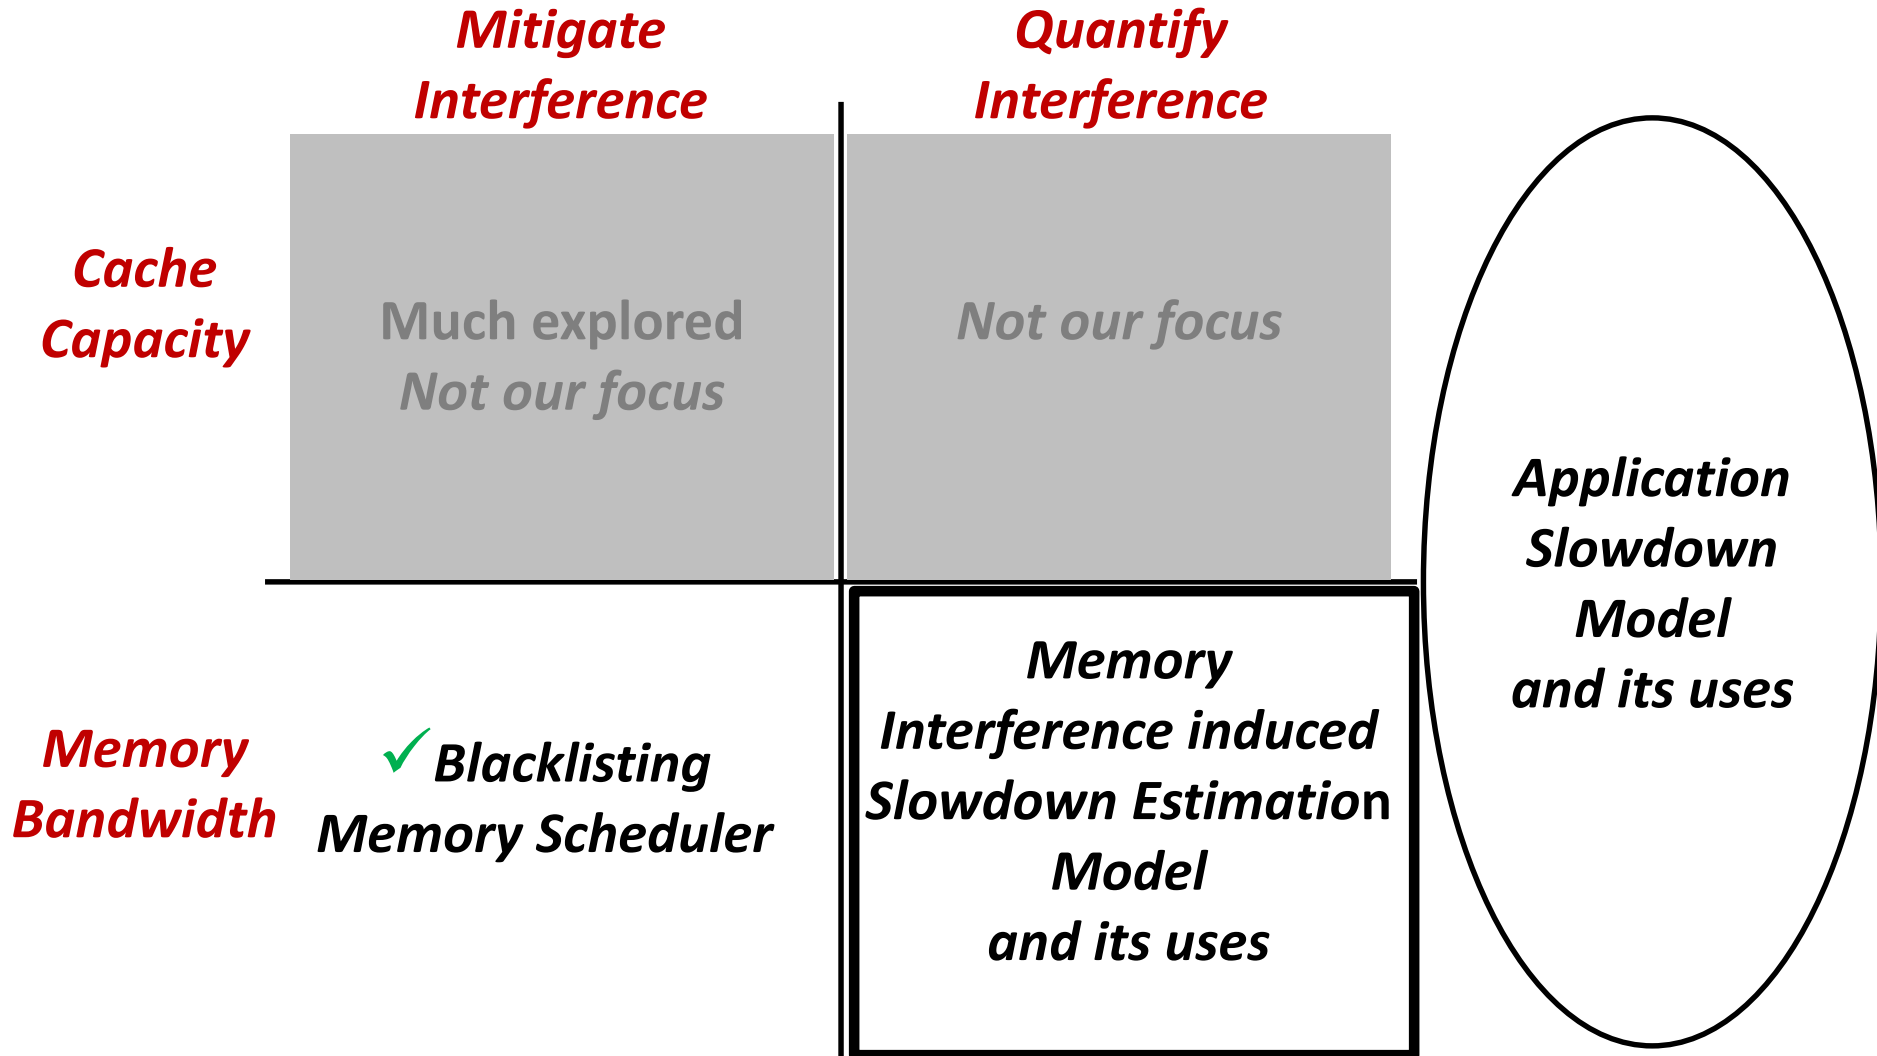 Mitigate
Interference
Quantify
Interference
Cache
Capacity
Much explored
Not our focus
Not our focus
Memory
Bandwidth
✓Blacklisting
Memory Scheduler
Memory
Interference induced
Slowdown Estimation
Model
and its uses
Application
Slowdown
Model
and its uses